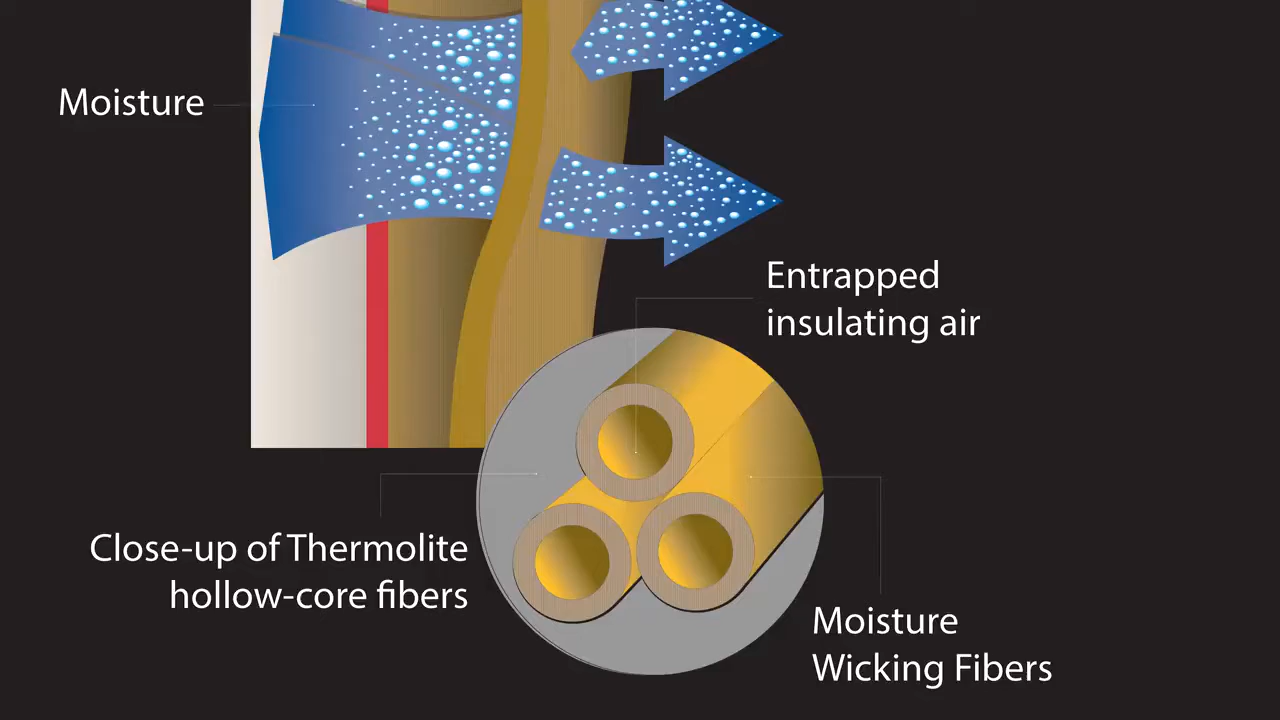 Moisture
Entrapped
insulating air
Close-up of Thermolite
hollow-core fibers
Moisture
Wicking Fibers